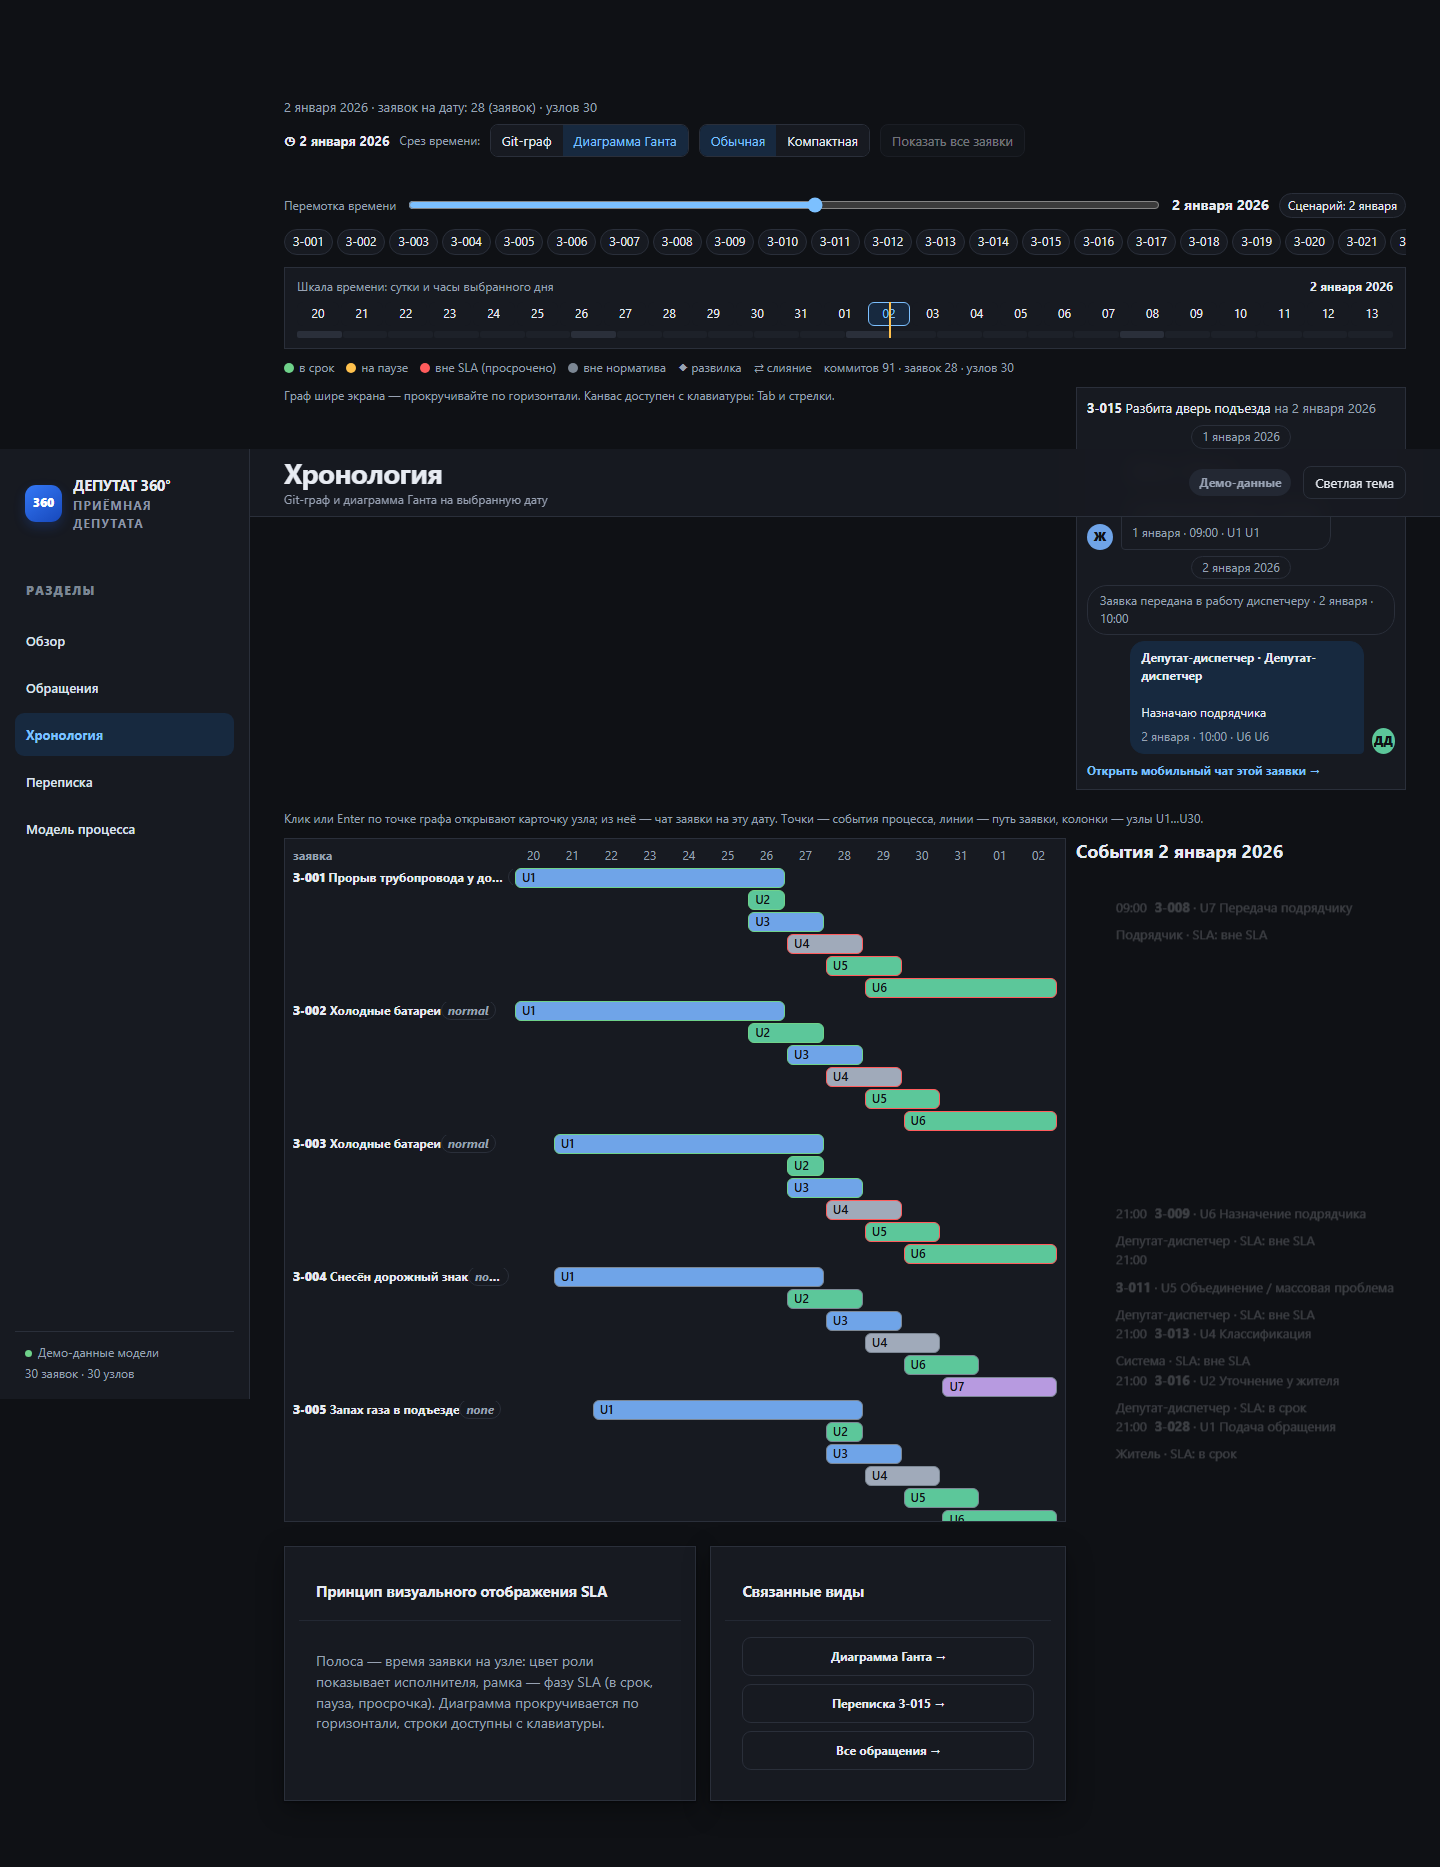 2 января 2026 · заявок на дату: 28 (заявок) · узлов 30
2 января 2026 Срез времени: Git-граф Диаграмма Ганта Обычная Компактная Показать все заявки
Перемотка времени 2 января 2026 Сценарий: 2 января
З-001 З-002 З-003 З-004 З-005 З-006 З-007 З-008 З-009 З-010 З-011 З-012 З-013 З-014 З-015 З-016 З-017 З-018 З-019 З-020 З-021 З
Шкала времени: сутки и часы выбранного дня 2 января 2026
20 21 22 23 24 25 26 27 28 29 30 31 01 02 03 04 05 06 07 08 09 10 11 12 13
в срок на паузе вне SLA (просрочено) вне норматива ◆ развилка ⇄ слияние коммитов 91 · заявок 28 · узлов 30
Граф шире экрана — прокручивайте по горизонтали. Канвас доступен с клавиатуры: Tab и стрелки.
З-015 Разбита дверь подъезда на 2 января 2026
1 января 2026
360
ДЕПУТАТ 360°
ПРИЁМНАЯ
ДЕПУТАТА
Хронология
Git-граф и диаграмма Ганта на выбранную дату
Демо-данные Светлая тема
Ж 1 января · 09:00 · U1 U1
2 января 2026
Заявка передана в работу диспетчеру · 2 января ·
10:00
Депутат-диспетчер · Депутат-
диспетчер
Назначаю подрядчика
2 января · 10:00 · U6 U6
ДД
Открыть мобильный чат этой заявки →
РАЗДЕЛЫ
Обзор
Обращения
Хронология
Переписка
Модель процесса
Демо-данные модели
30 заявок · 30 узлов
Клик или Enter по точке графа открывают карточку узла; из неё — чат заявки на эту дату. Точки — события процесса, линии — путь заявки, колонки — узлы U1…U30.
заявка 20 21 22 23 24 25 26 27 28 29 30 31 01 02
З-001 Прорыв трубопровода у до... U1
U2
U3
U4
U5
U6
З-002 Холодные батареи normal U1
U2
U3
U4
U5
U6
З-003 Холодные батареи normal U1
U2
U3
U4
U5
U6
З-004 Снесён дорожный знак no... U1
U2
U3
U4
U6
U7
З-005 Запах газа в подъезде none U1
U2
U3
U4
U5
U6
События 2 января 2026
09:00 З-008 · U7 Передача подрядчику
Подрядчик · SLA: вне SLA
21:00 З-009 · U6 Назначение подрядчика
Депутат-диспетчер · SLA: вне SLA
21:00
З-011 · U5 Объединение / массовая проблема
Депутат-диспетчер · SLA: вне SLA
21:00 З-013 · U4 Классификация
Система · SLA: вне SLA
21:00 З-016 · U2 Уточнение у жителя
Депутат-диспетчер · SLA: в срок
21:00 З-028 · U1 Подача обращения
Житель · SLA: в срок
Принцип визуального отображения SLA
Полоса — время заявки на узле: цвет роли
показывает исполнителя, рамка — фазу SLA (в срок,
пауза, просрочка). Диаграмма прокручивается по
горизонтали, строки доступны с клавиатуры.
Связанные виды
Диаграмма Ганта →
Переписка З-015 →
Все обращения →